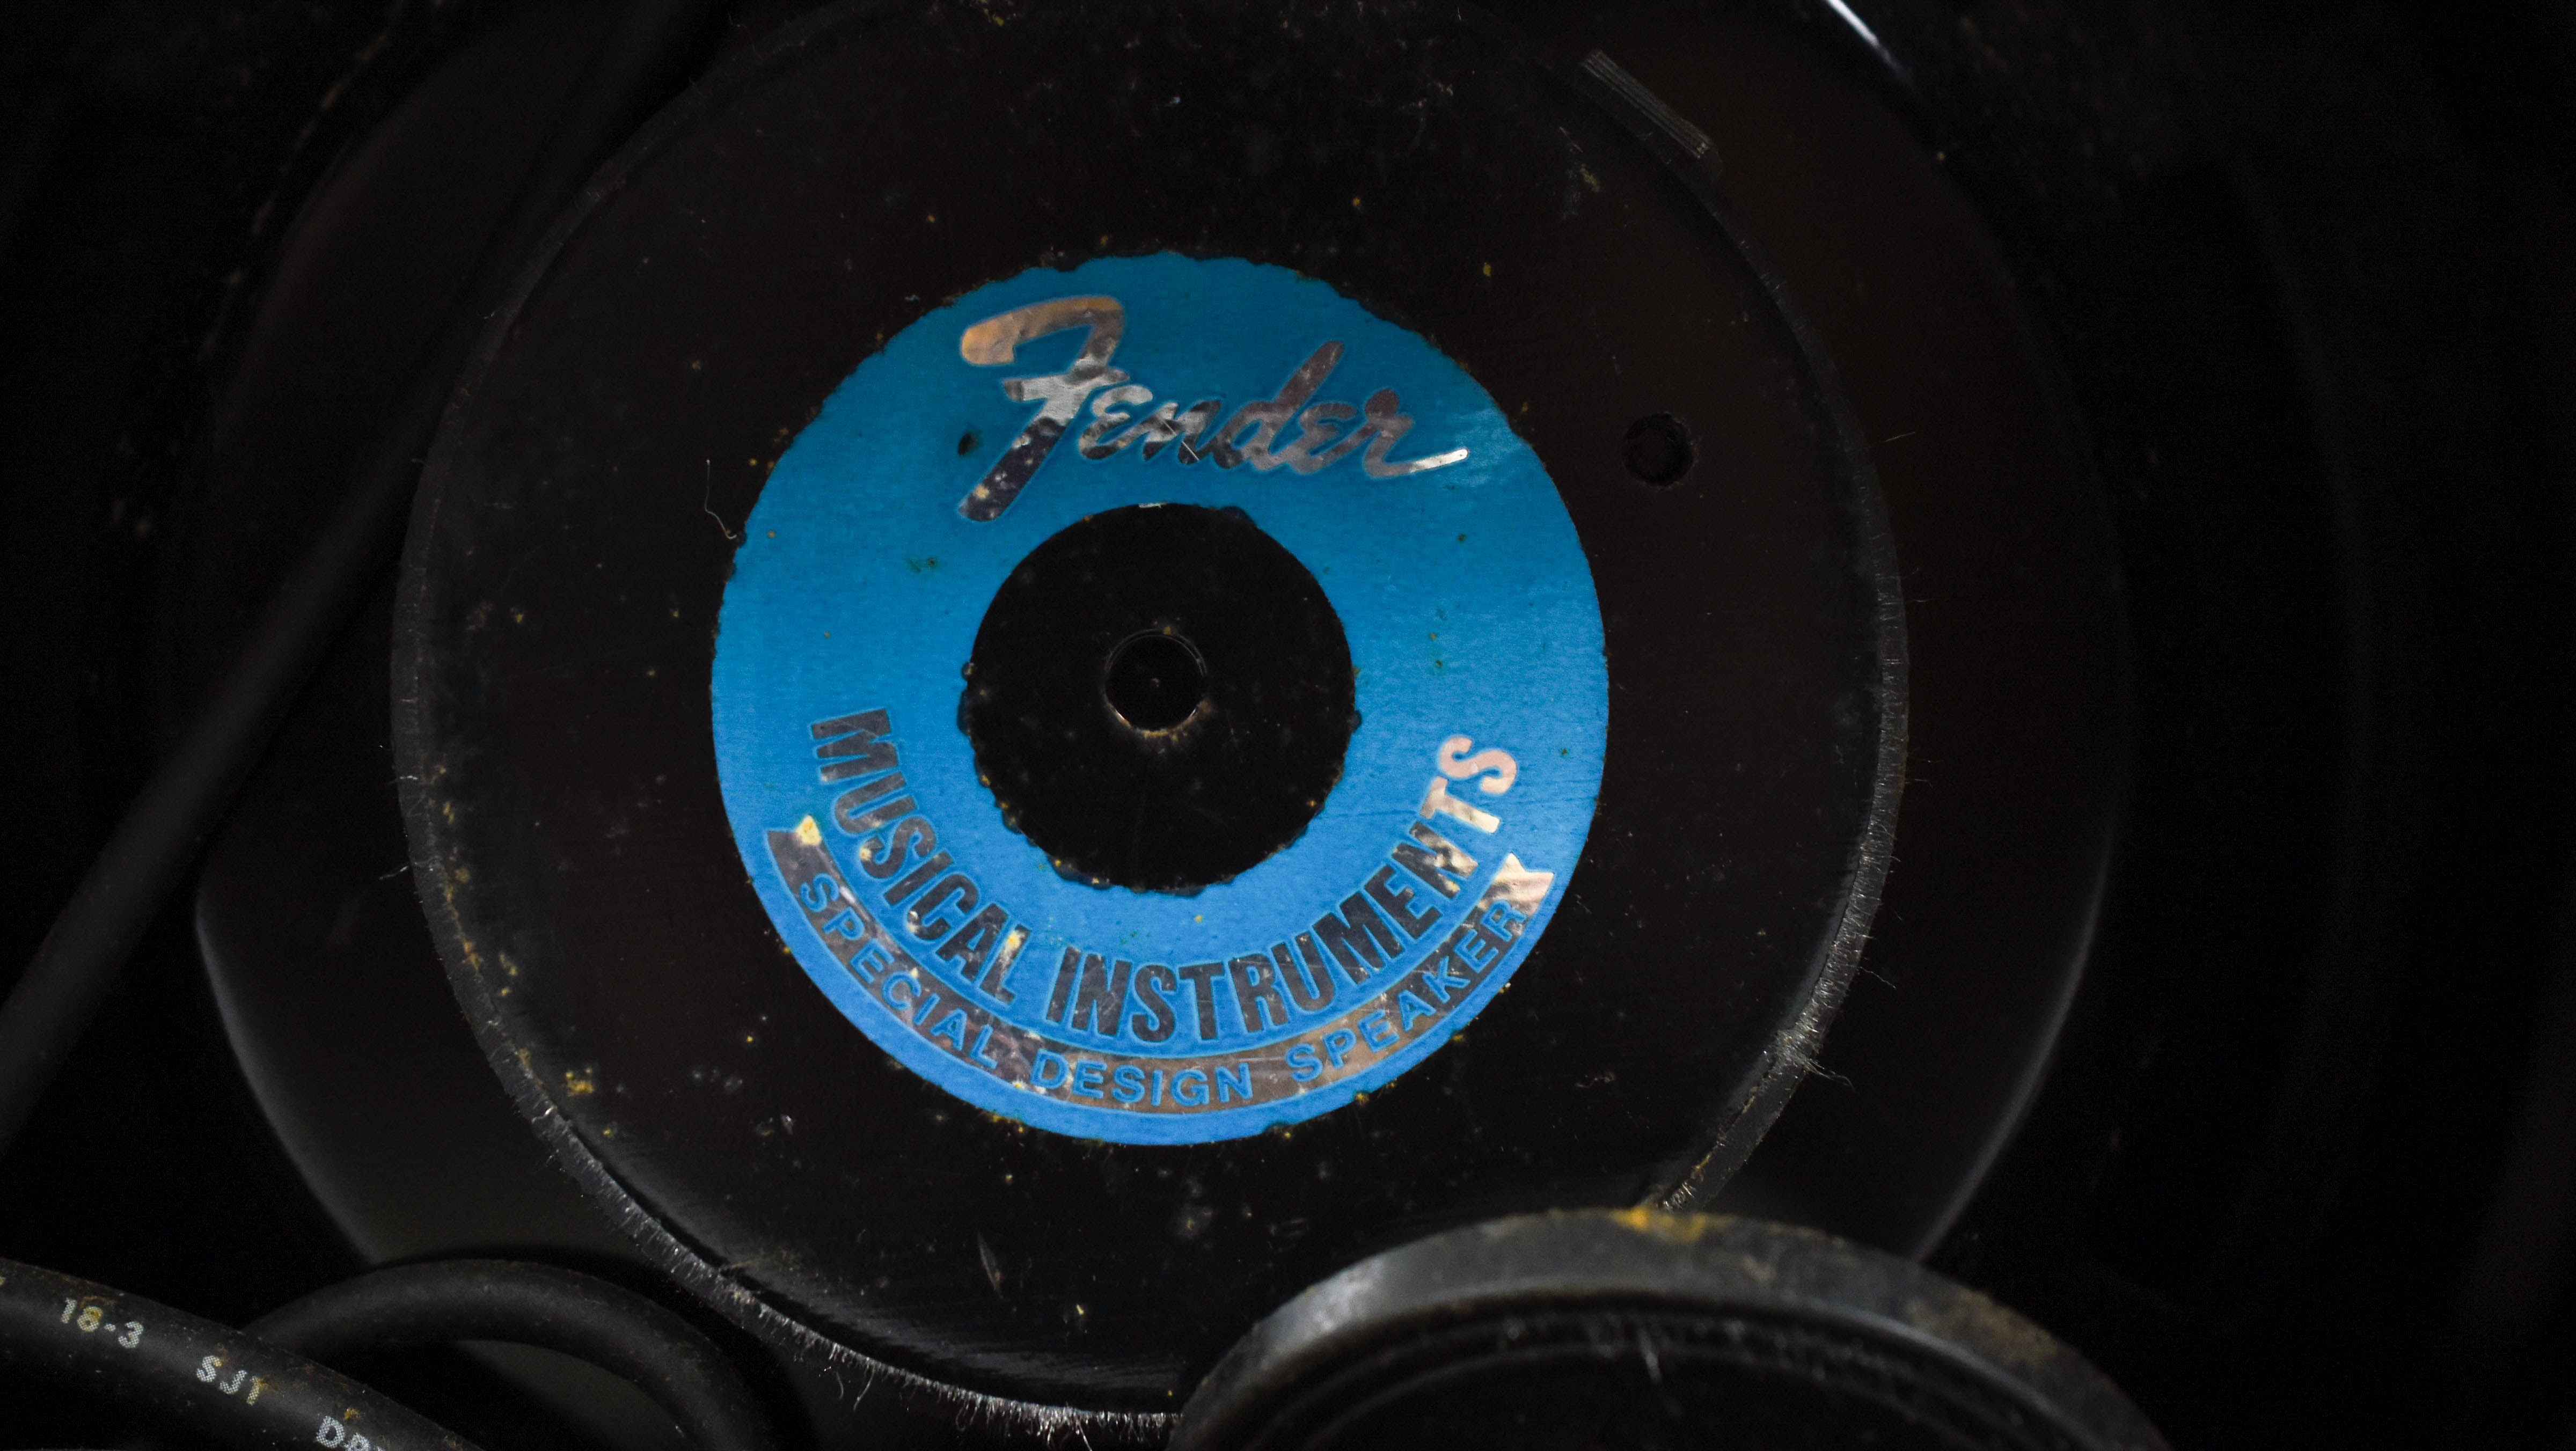 Fender
MUSICAL INSTRUMENTS
SPECIAL DESIGN SPEAKER
18-3 SJT